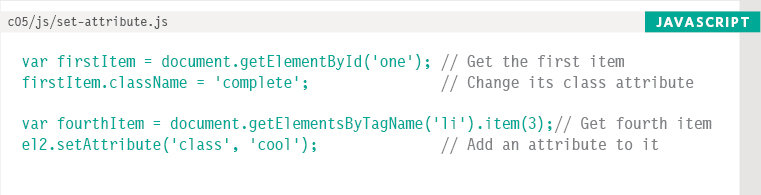 c05/js/set-attribute.js JAVASCRIPT
var firstItem = document.getElementById('one'); // Get the first item
firstItem.className = 'complete'; // Change its class attribute
var fourthItem = document.getElementsByTagName('li').item(3);// Get fourth item
el2.setAttribute('class', 'cool'); // Add an attribute to it